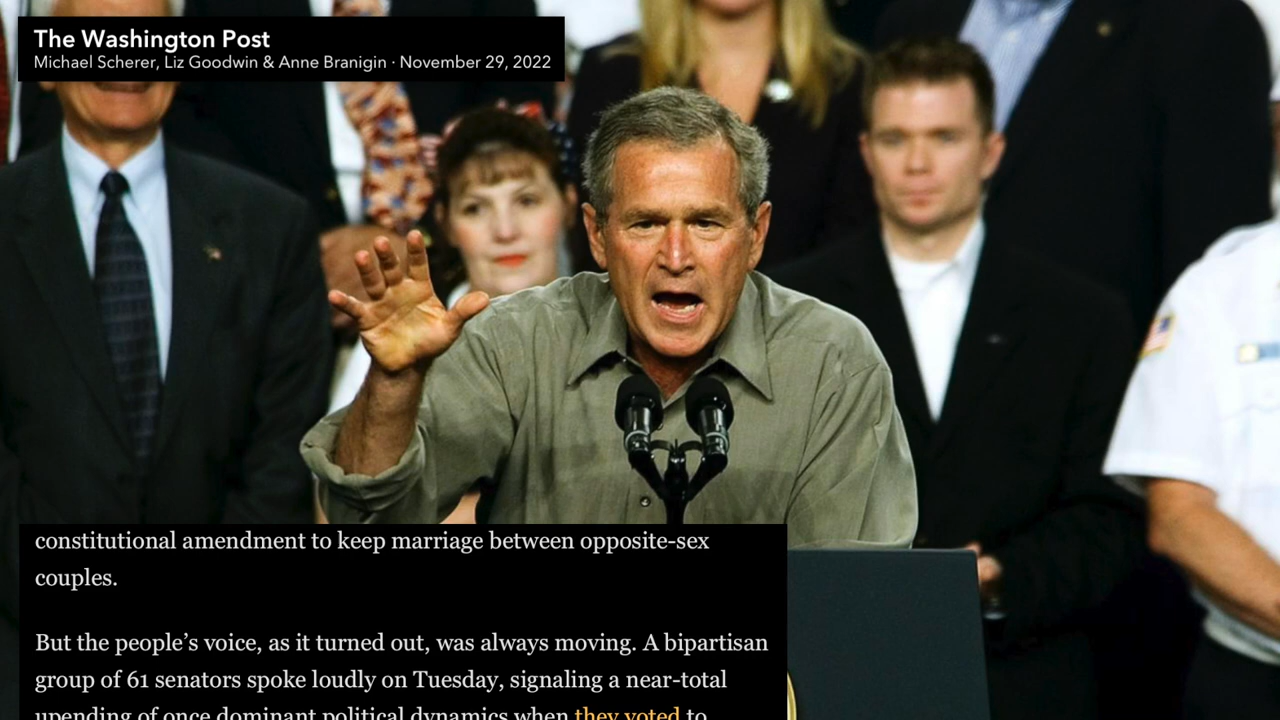 The Washington Post
Michael Scherer, Liz Goodwin & Anne Branigin · November 29, 2022
constitutional amendment to keep marriage between opposite-sex
couples.
But the people’s voice, as it turned out, was always moving. A bipartisan
group of 61 senators spoke loudly on Tuesday, signaling a near-total
upending of once dominant political dynamics when they voted to